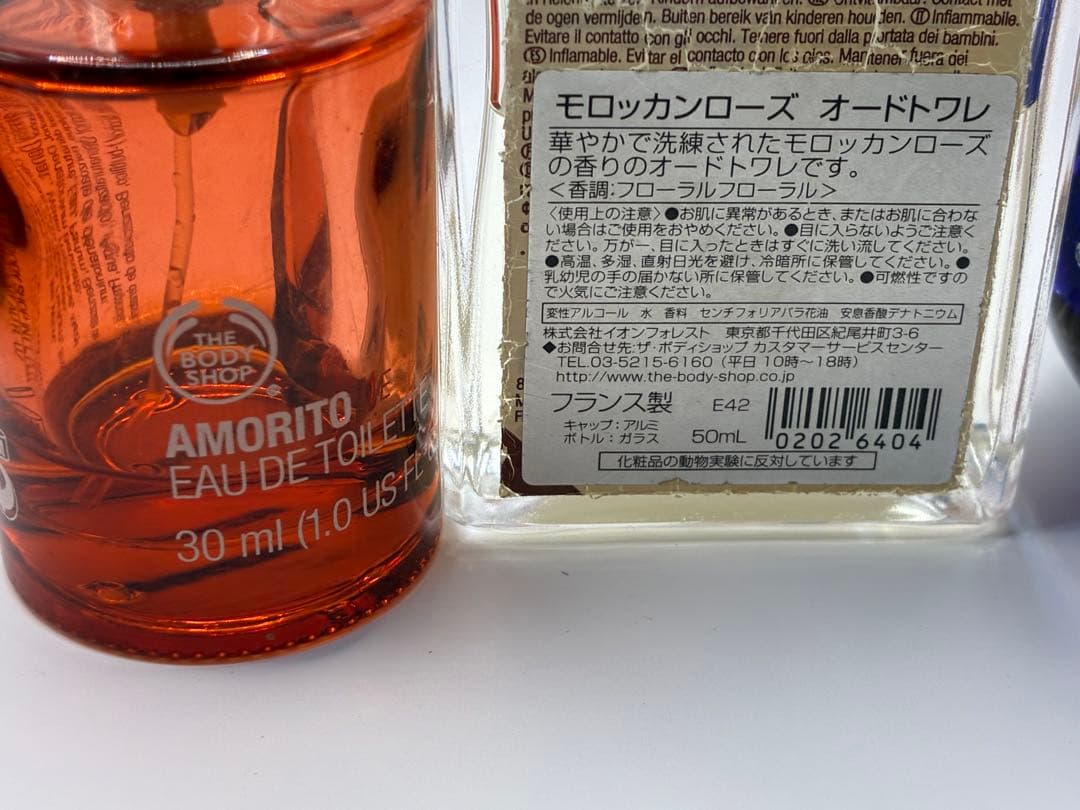 THE
BODY
SHOP
AMORITO
EAU DE TOILETTE
30 ml (1.0 US FE
de ogen vermijden. Buiten bereik van kinderen houden. IT Infiammabile.
Evitare il contatto con gli occhi. Tenere fuori dalla portata dei bambini.
ES Inflamable. Evitar el contacto con los ojos. Mantener fuera del
モロッカンローズ オードトワレ
華やかで洗練されたモロッカンローズ
の香りのオードトワレです。
<香調:フローラルフローラル>
〈使用上の注意〉●お肌に異常があるとき、またはお肌に合わな
い場合はご使用をおやめください。●目に入らないようご注意く
ださい。万が一、目に入ったときはすぐに洗い流してください。
●高温、多湿、直射日光を避け、冷暗所に保管してください。●
乳幼児の手の届かない所に保管してください。●可燃性ですの
で火気にご注意ください。
変性アルコール 水 香料 センチフォリアバラ花油 安息香酸デナトニウム
株式会社イオンフォレスト 東京都千代田区紀尾井町3-6
◆お問合せ先:ザ・ボディショップ カスタマーサービスセンター
TEL.03-5215-6160 (平日 10時～18時)
http://www.the-body-shop.co.jp
フランス製 E42
キャップ:アルミ
ボトル:ガラス 50mL
0202 6404
化粧品の動物実験に反対しています